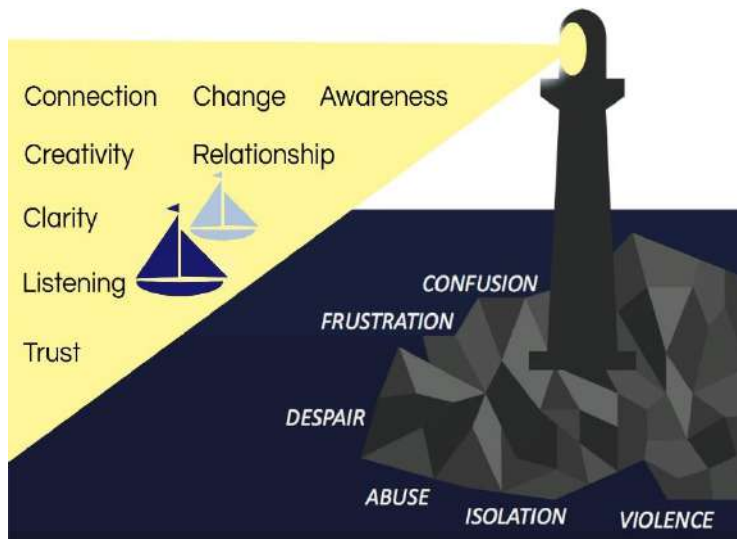 Connection Change Awareness
Creativity Relationship
Clarity
Listening
Trust
CONFUSION
FRUSTRATION
DESPAIR
ABUSE
ISOLATION
VIOLENCE